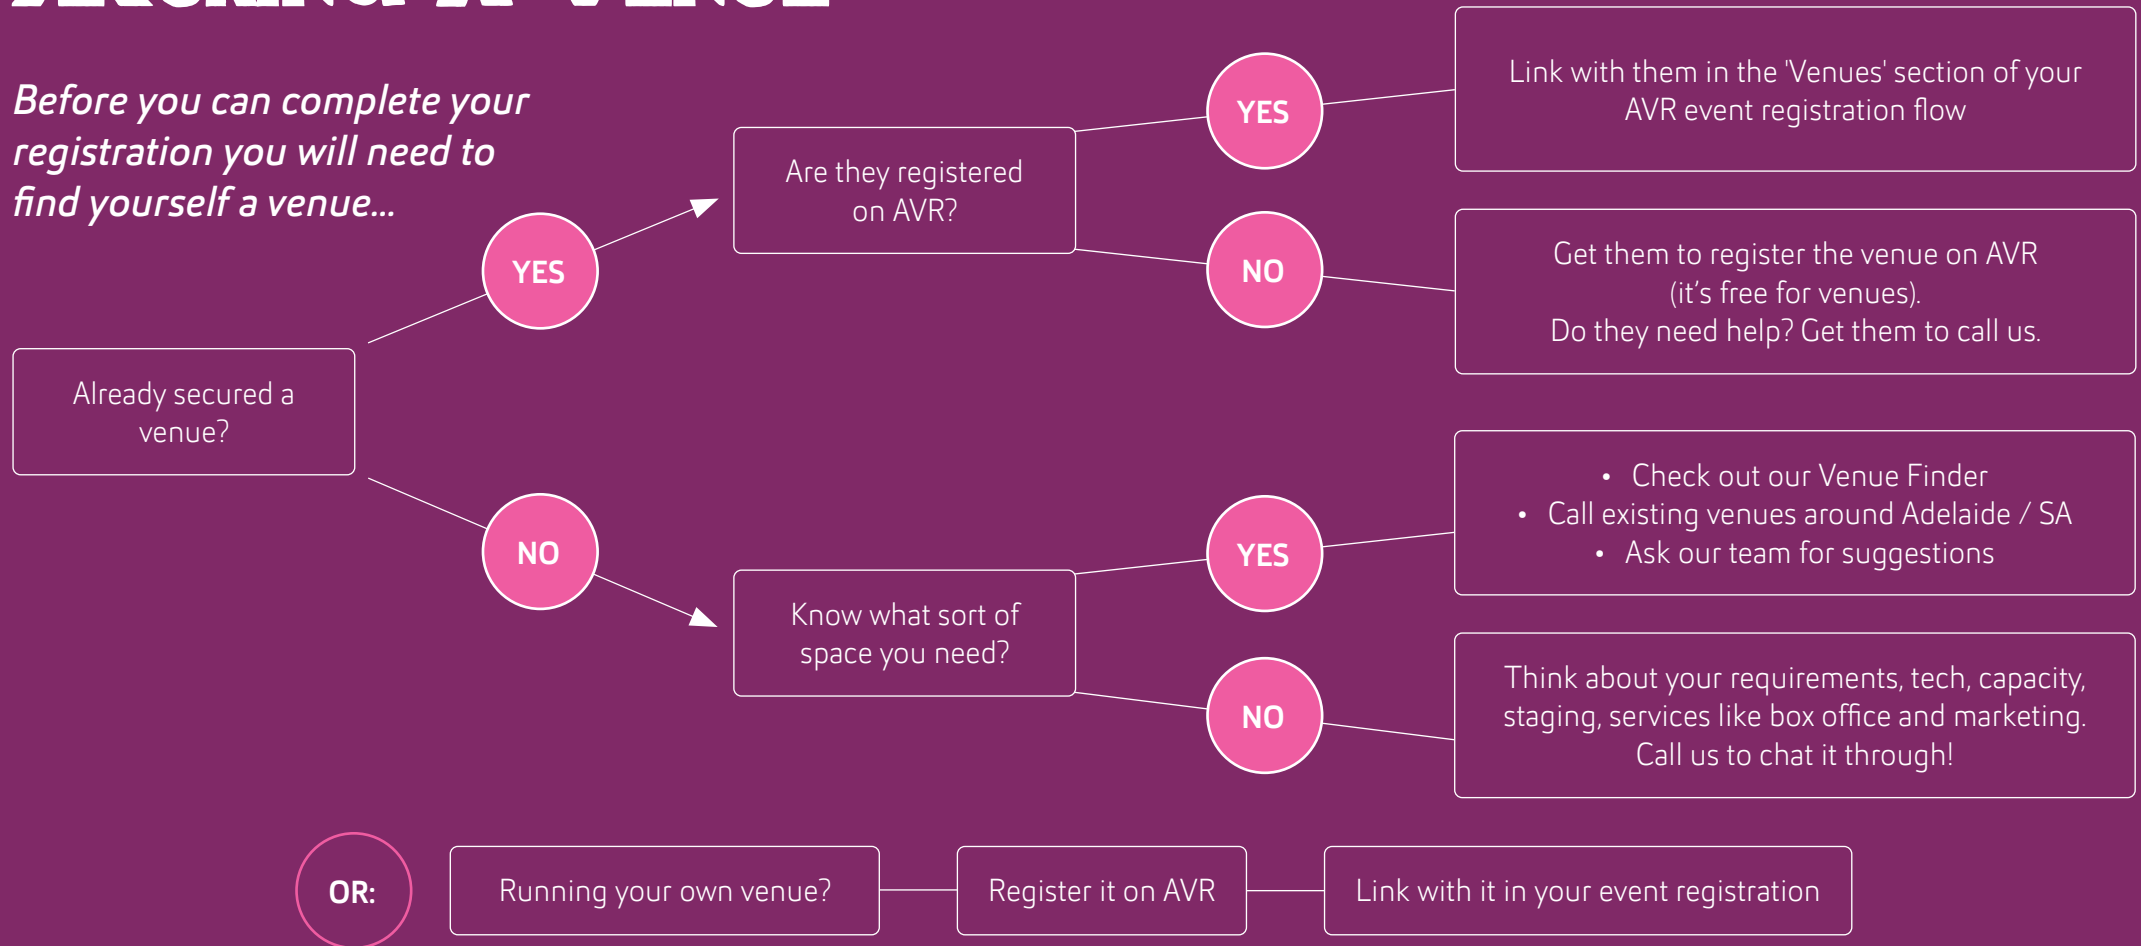 SECURING A VENUE
Before you can complete your
registration you will need to
find yourself a venue...
Already secured a
venue?
YES
Are they registered
on AVR?
YES
Link with them in the 'Venues' section of your
AVR event registration flow
NO
Get them to register the venue on AVR
(it’s free for venues).
Do they need help? Get them to call us.
NO
Know what sort of
space you need?
YES
• Check out our Venue Finder
• Call existing venues around Adelaide / SA
• Ask our team for suggestions
NO
Think about your requirements, tech, capacity,
staging, services like box office and marketing.
Call us to chat it through!
OR:
Running your own venue?
Register it on AVR
Link with it in your event registration